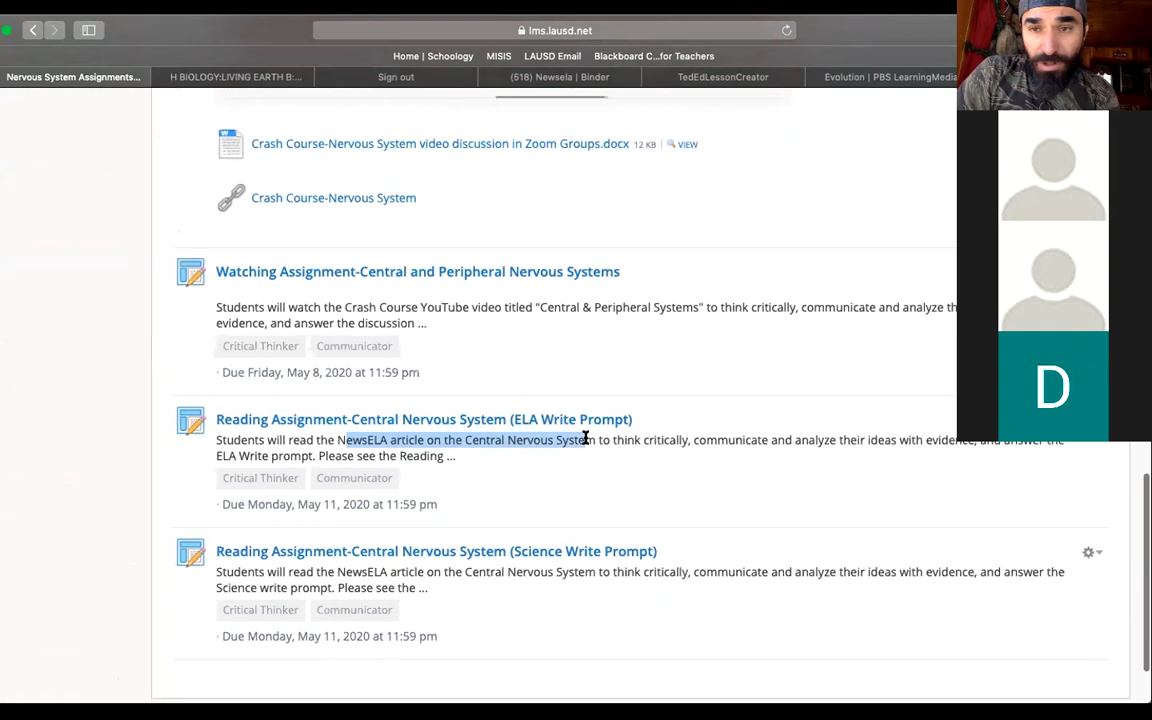 lms.lausd.net
Home | Schoology MISIS LAUSD Email Blackboard C...for Teachers
Nervous System Assignments... H BIOLOGY:LIVING EARTH B:... Sign out (518) Newsela | Binder TedEdLessonCreator Evolution | PBS LearningMedia
Crash Course-Nervous System video discussion in Zoom Groups.docx 12 KB VIEW
Crash Course-Nervous System
Watching Assignment-Central and Peripheral Nervous Systems
Students will watch the Crash Course YouTube video titled "Central & Peripheral Systems" to think critically, communicate and analyze
evidence, and answer the discussion ...
Critical Thinker Communicator
· Due Friday, May 8, 2020 at 11:59 pm
Reading Assignment-Central Nervous System (ELA Write Prompt)
Students will read the NewsELA article on the Central Nervous System to think critically, communicate and analyze their ideas with evidence, and answer the
ELA Write prompt. Please see the Reading ...
Critical Thinker Communicator
· Due Monday, May 11, 2020 at 11:59 pm
Reading Assignment-Central Nervous System (Science Write Prompt)
Students will read the NewsELA article on the Central Nervous System to think critically, communicate and analyze their ideas with evidence, and answer the
Science write prompt. Please see the ...
Critical Thinker Communicator
· Due Monday, May 11, 2020 at 11:59 pm
D